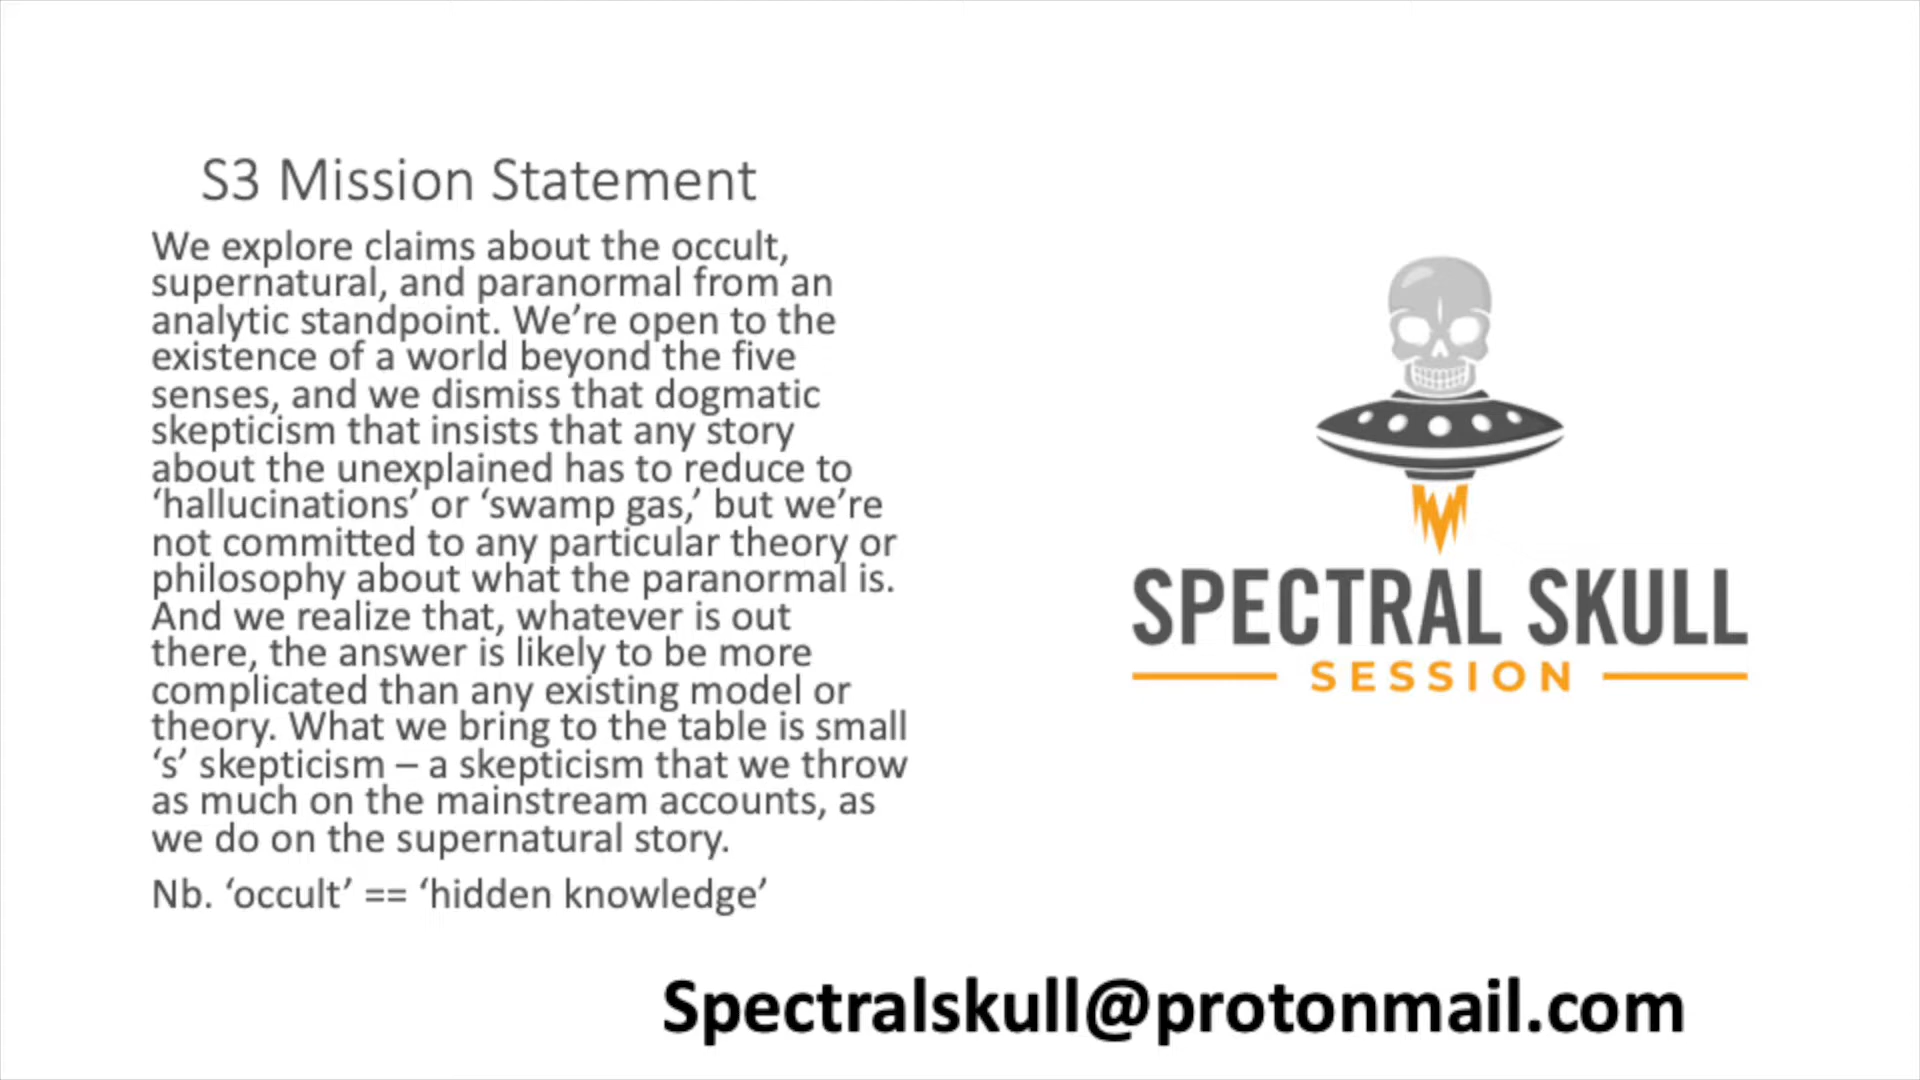 S3 Mission Statement
We explore claims about the occult,
supernatural, and paranormal from an
analytic standpoint. We’re open to the
existence of a world beyond the five
senses, and we dismiss that dogmatic
skepticism that insists that any story
about the unexplained has to reduce to
‘hallucinations’ or ‘swamp gas,’ but we’re
not committed to any particular theory or
philosophy about what the paranormal is.
And we realize that, whatever is out
there, the answer is likely to be more
complicated than any existing model or
theory. What we bring to the table is small
‘s’ skepticism – a skepticism that we throw
as much on the mainstream accounts, as
we do on the supernatural story.
Nb. ‘occult’ == ‘hidden knowledge’
SPECTRAL SKULL
SESSION
Spectralskull@protonmail.com